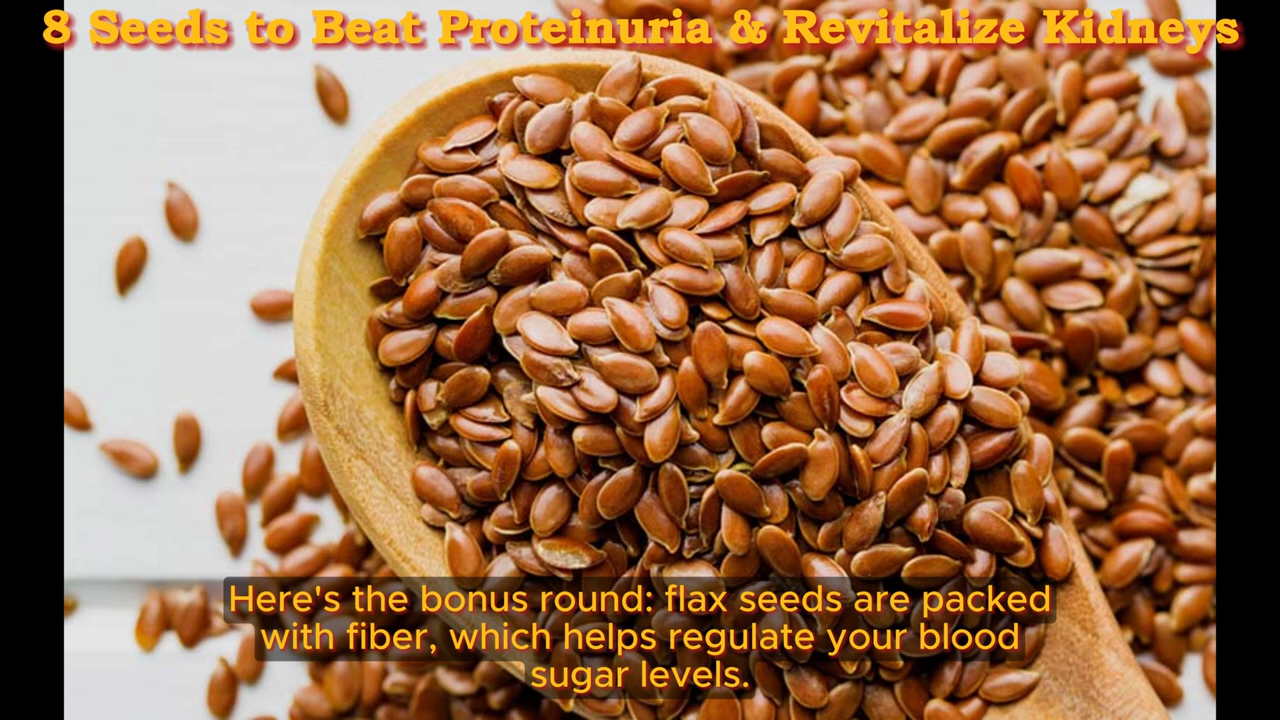 8 Seeds to Beat Proteinuria & Revitalize Kidneys
Here's the bonus round: flax seeds are packed
with fiber, which helps regulate your blood
sugar levels.